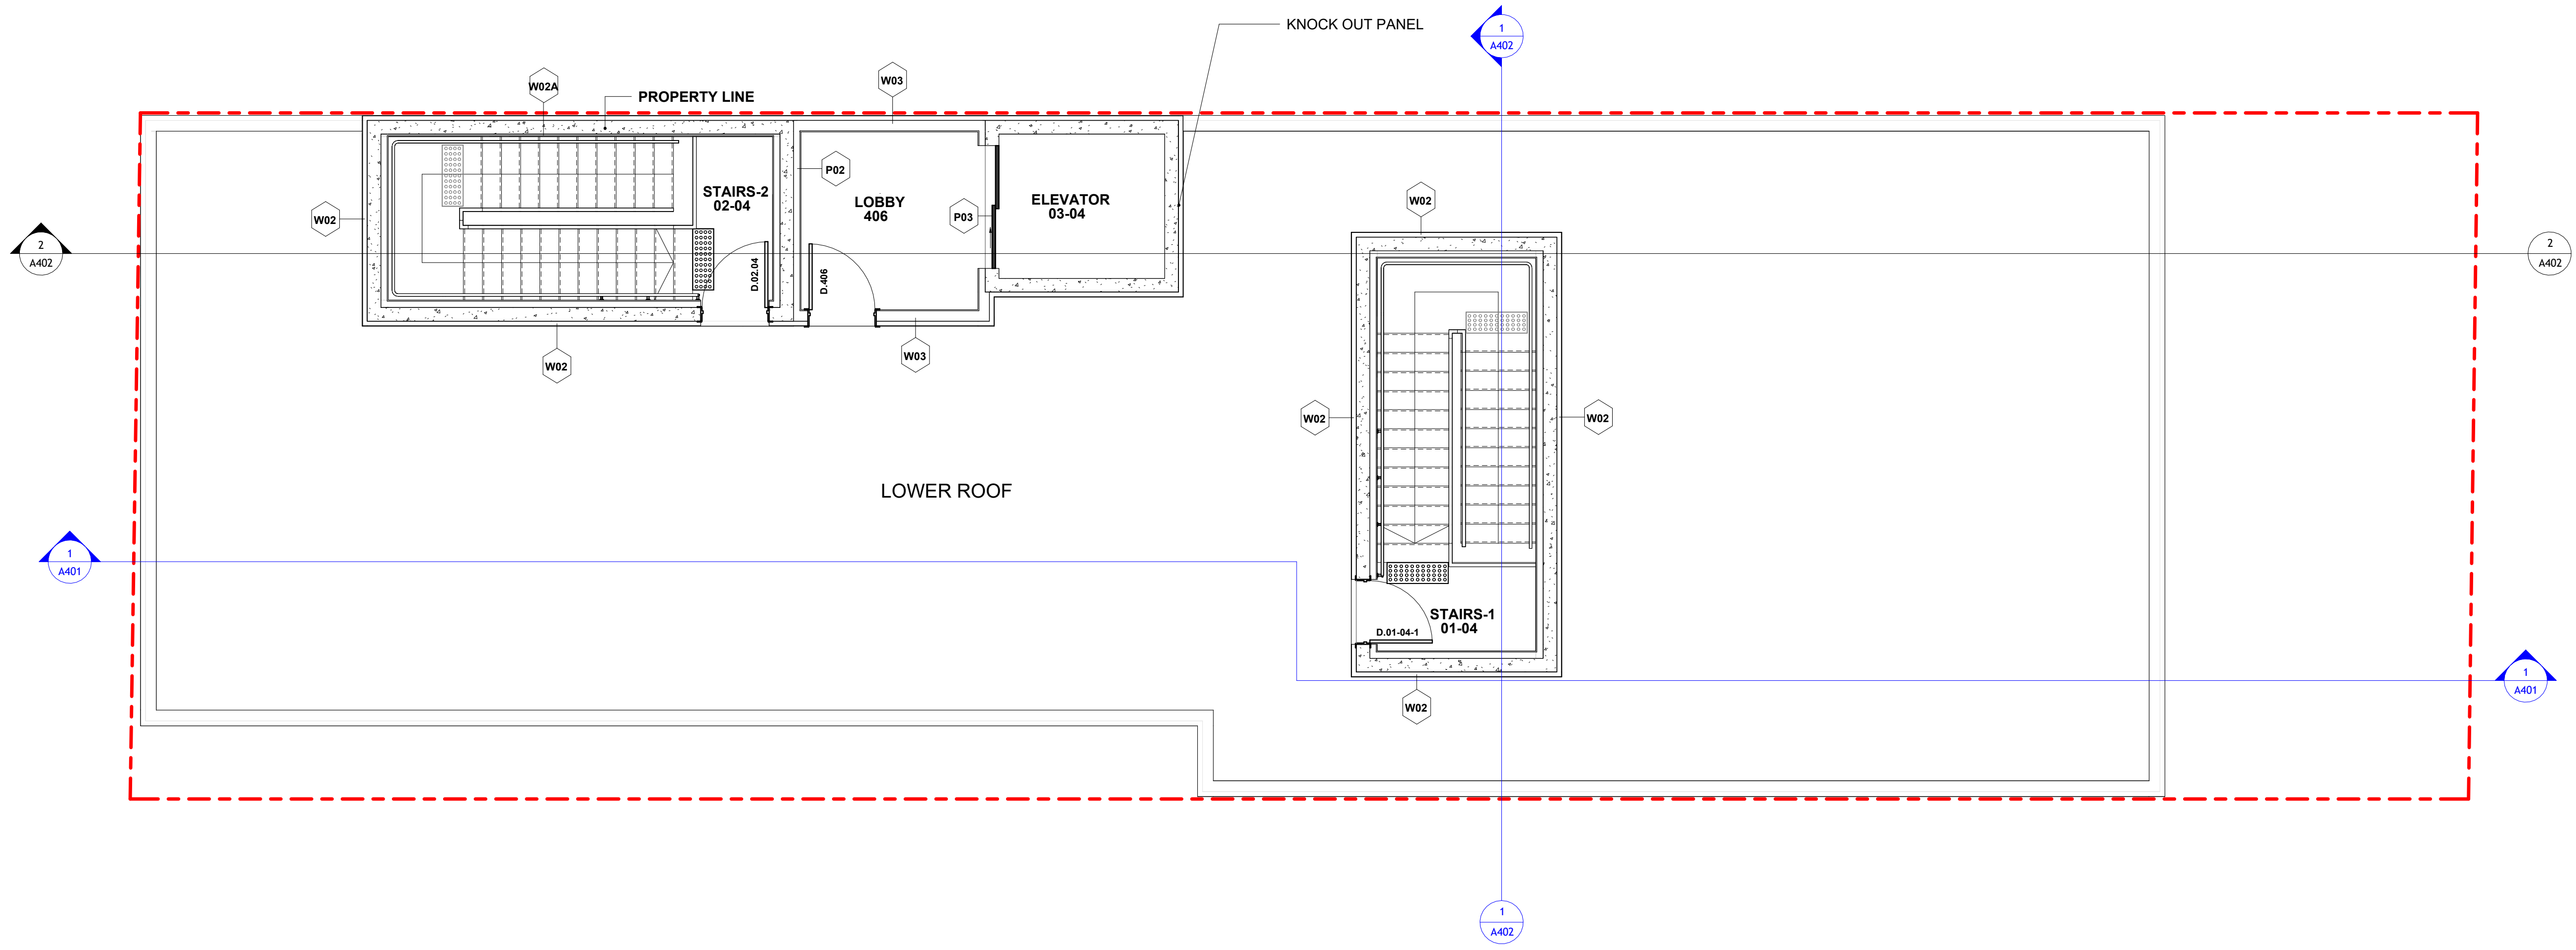 KNOCK OUT PANEL
1
A402
W02A
PROPERTY LINE
W03
P02
STAIRS-2
02-04
LOBBY
406
P03
ELEVATOR
03-04
W02
W02
2
A402
2
A402
D.02.04
D.406
W03
W02
W02
W02
LOWER ROOF
1
A401
STAIRS-1
01-04
D.01-04-1
1
A401
W02
1
A402